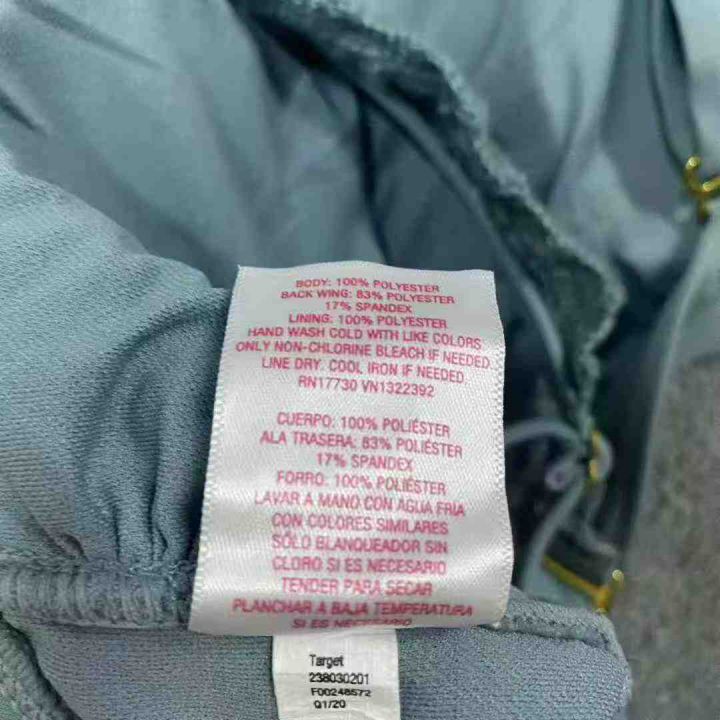 BODY: 100% POLYESTER
BACK WING: 83% POLYESTER
17% SPANDEX
LINING: 100% POLYESTER
HAND WASH COLD WITH LIKE COLORS
ONLY NON-CHLORINE BLEACH IF NEEDED
LINE DRY. COOL IRON IF NEEDED.
RN17730 VN1322392
CUERPO: 100% POLIÉSTER
ALA TRASERA: 83% POLIÉSTER
17% SPANDEX
FORRO: 100% POLIÉSTER
LAVAR A MANO CON AGUA FRÍA
CON COLORES SIMILARES
SÓLO BLANQUEADOR SIN
CLORO SI ES NECESARIO
TENDER PARA SECAR
PLANCHAR A BAJA TEMPERATURA
SI ES NECESARIO
Target
238030201
F00248572
Q1/20